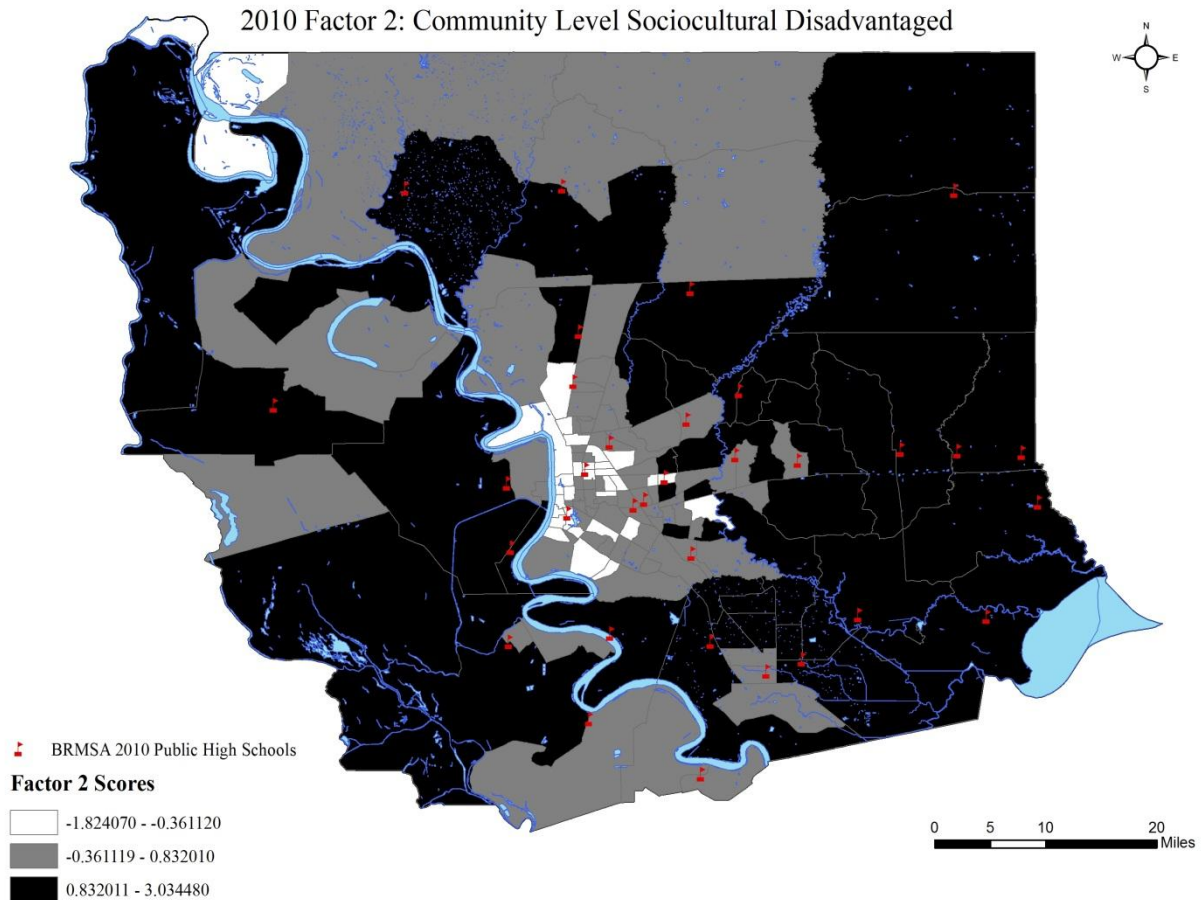 2010 Factor 2: Community Level Sociocultural Disadvantaged
N
W E
S
BRMSA 2010 Public High Schools
Factor 2 Scores
-1.824070 - -0.361120
-0.361119 - 0.832010
0.832011 - 3.034480
0 5 10 20
Miles